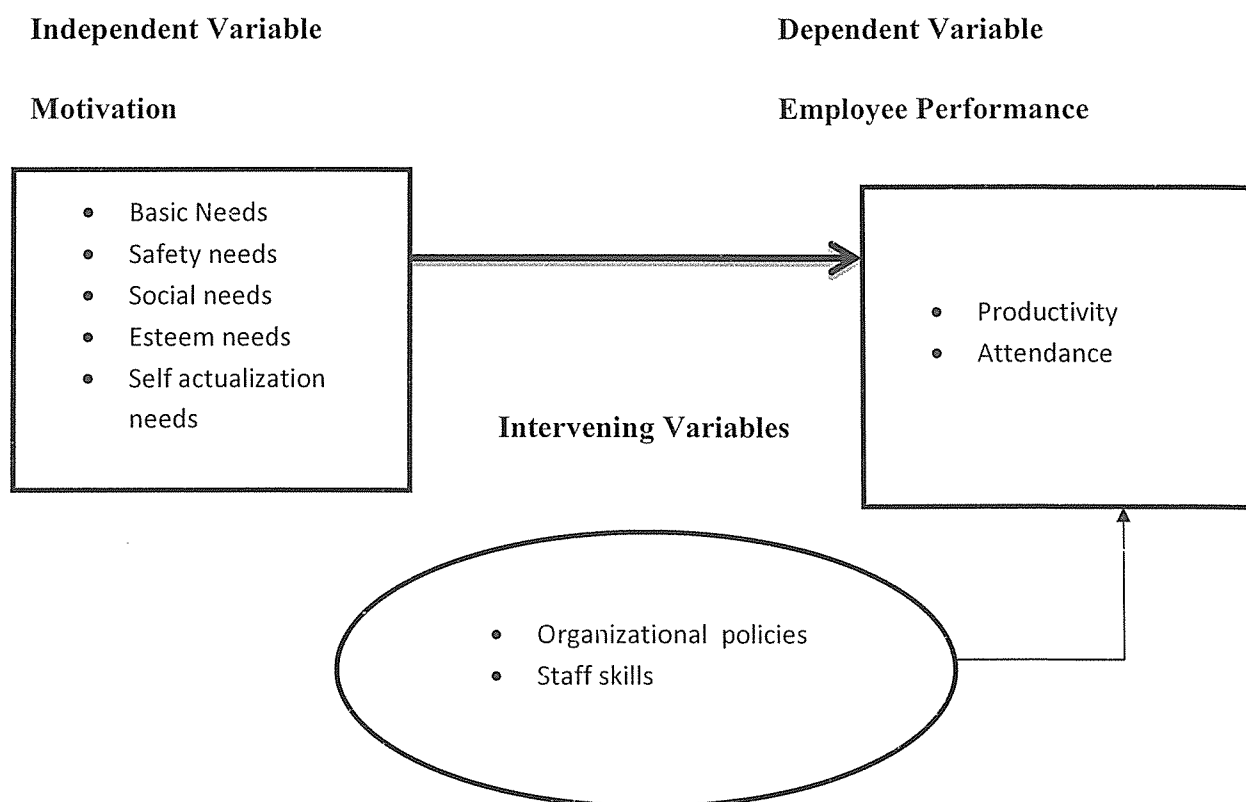 Independent Variable
Dependent Variable
Motivation
Employee Performance
• Basic Needs
• Safety needs
• Social needs
• Esteem needs
• Self actualization
needs
• Productivity
• Attendance
Intervening Variables
• Organizational policies
• Staff skills